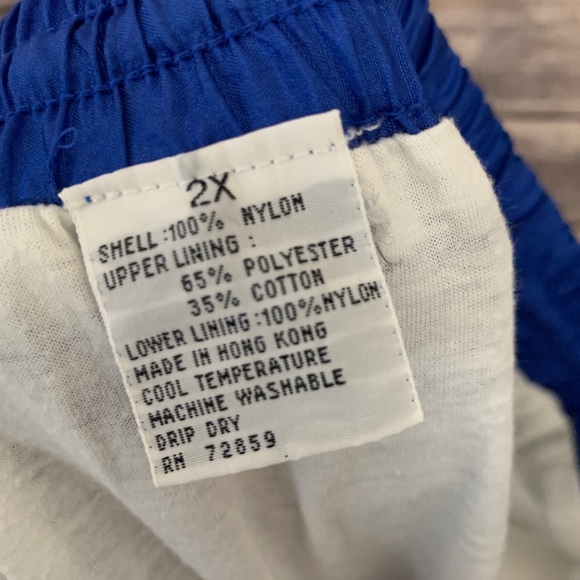 2X
SHELL:100% NYLON
UPPER LINING:
65% POLYESTER
35% COTTON
LOWER LINING:100%NYLON
MADE IN HONG KONG
COOL TEMPERATURE
MACHINE WASHABLE
DRIP DRY
RN 72859